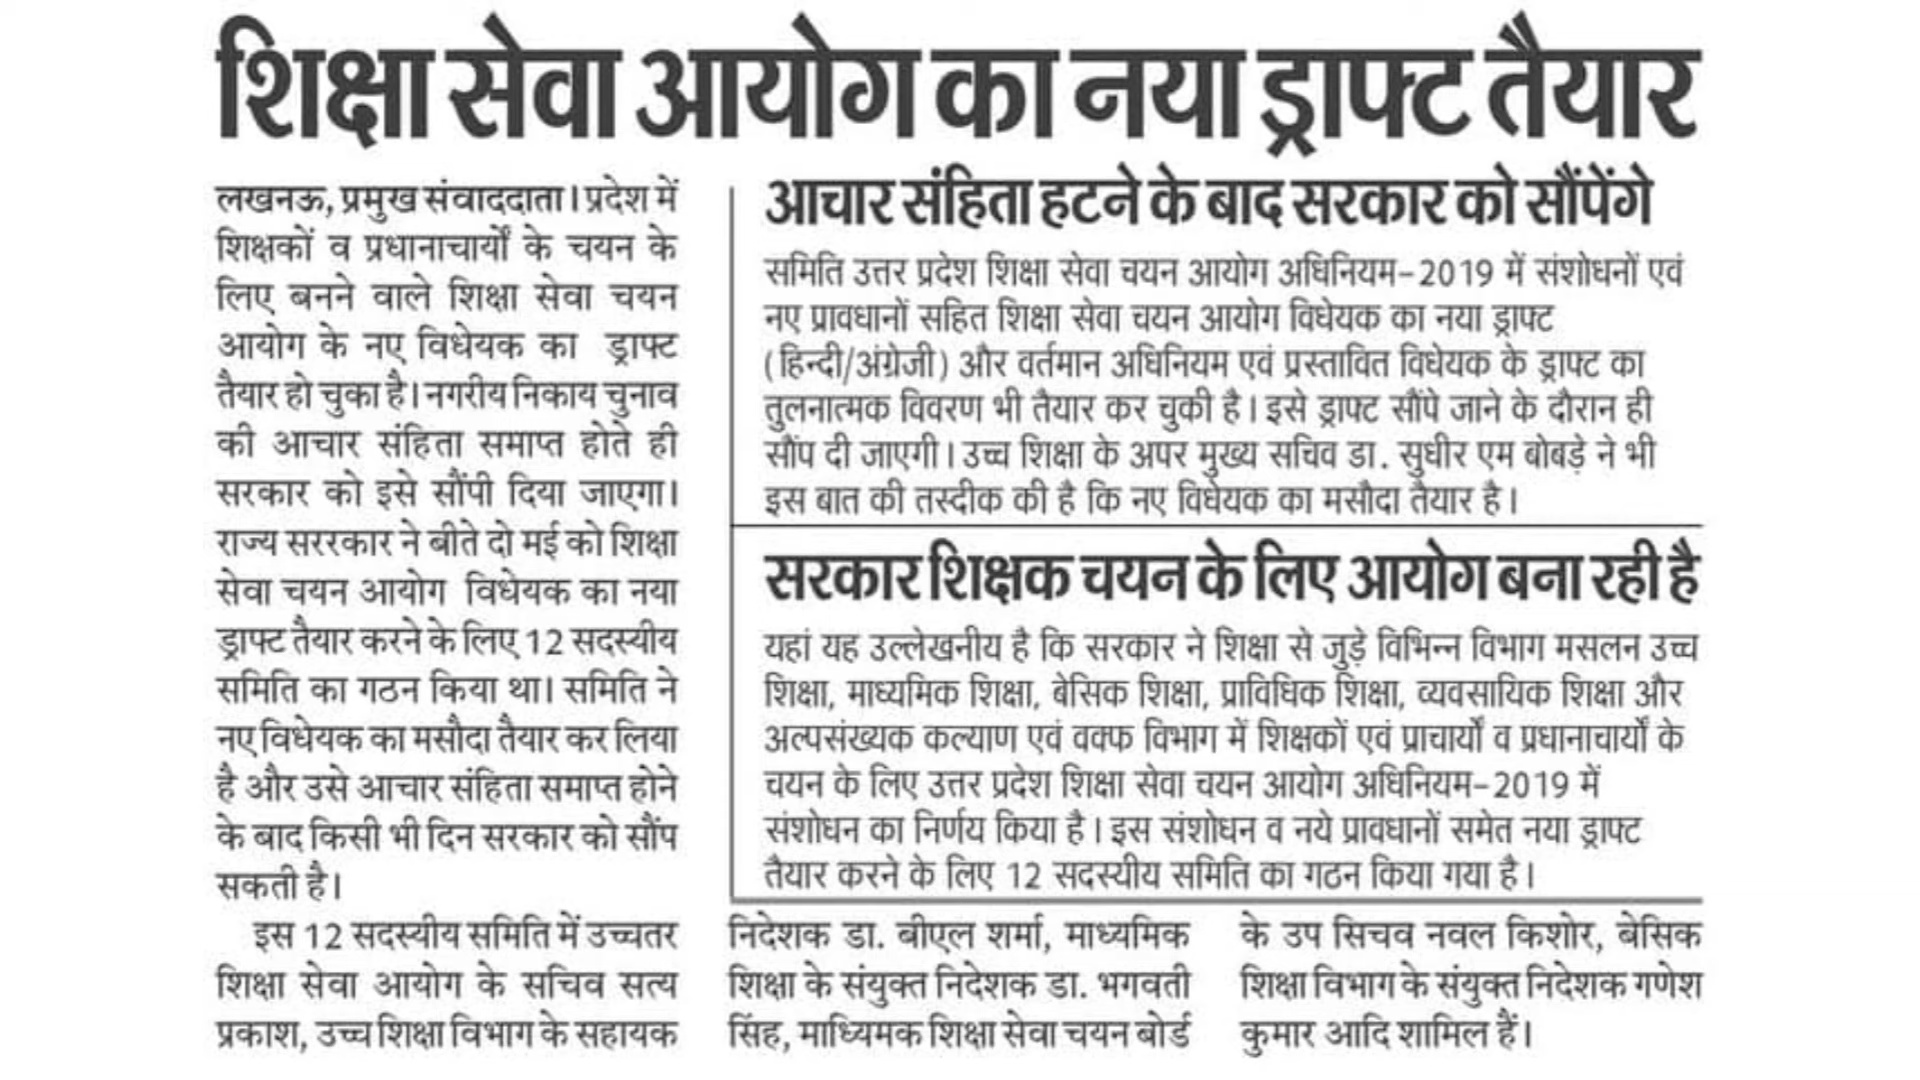 शिक्षा सेवा आयोग का नया ड्राफ्ट तैयार
लखनऊ, प्रमुख संवाददाता। प्रदेश में
शिक्षकों व प्रधानाचार्यों के चयन के
लिए बनने वाले शिक्षा सेवा चयन
आयोग के नए विधेयक का ड्राफ्ट
तैयार हो चुका है। नगरीय निकाय चुनाव
की आचार संहिता समाप्त होते ही
सरकार को इसे सौंपी दिया जाएगा।
राज्य सररकार ने बीते दो मई को शिक्षा
सेवा चयन आयोग विधेयक का नया
ड्राफ्ट तैयार करने के लिए 12 सदस्यीय
समिति का गठन किया था। समिति ने
नए विधेयक का मसौदा तैयार कर लिया
है और उसे आचार संहिता समाप्त होने
के बाद किसी भी दिन सरकार को सौंप
सकती है।
इस 12 सदस्यीय समिति में उच्चतर
शिक्षा सेवा आयोग के सचिव सत्य
प्रकाश, उच्च शिक्षा विभाग के सहायक
आचार संहिता हटने के बाद सरकार को सौंपेंगे
समिति उत्तर प्रदेश शिक्षा सेवा चयन आयोग अधिनियम-2019 में संशोधनों एवं
नए प्रावधानों सहित शिक्षा सेवा चयन आयोग विधेयक का नया ड्राफ्ट
(हिन्दी/अंग्रेजी) और वर्तमान अधिनियम एवं प्रस्तावित विधेयक के ड्राफ्ट का
तुलनात्मक विवरण भी तैयार कर चुकी है। इसे ड्राफ्ट सौंपे जाने के दौरान ही
सौंप दी जाएगी। उच्च शिक्षा के अपर मुख्य सचिव डा. सुधीर एम बोबड़े ने भी
इस बात की तस्दीक की है कि नए विधेयक का मसौदा तैयार है।
सरकार शिक्षक चयन के लिए आयोग बना रही है
यहां यह उल्लेखनीय है कि सरकार ने शिक्षा से जुड़े विभिन्न विभाग मसलन उच्च
शिक्षा, माध्यमिक शिक्षा, बेसिक शिक्षा, प्राविधिक शिक्षा, व्यवसायिक शिक्षा और
अल्पसंख्यक कल्याण एवं वक्फ विभाग में शिक्षकों एवं प्राचार्यों व प्रधानाचार्यों के
चयन के लिए उत्तर प्रदेश शिक्षा सेवा चयन आयोग अधिनियम-2019 में
संशोधन का निर्णय किया है। इस संशोधन व नये प्रावधानों समेत नया ड्राफ्ट
तैयार करने के लिए 12 सदस्यीय समिति का गठन किया गया है।
निदेशक डा. बीएल शर्मा, माध्यमिक
शिक्षा के संयुक्त निदेशक डा. भगवती
सिंह, माध्यिमक शिक्षा सेवा चयन बोर्ड
के उप सिचव नवल किशोर, बेसिक
शिक्षा विभाग के संयुक्त निदेशक गणेश
कुमार आदि शामिल हैं।